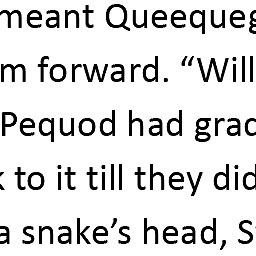 meant Queequeg
m forward. “Will
Pequod had grad
k to it till they did
a snake’s head, S